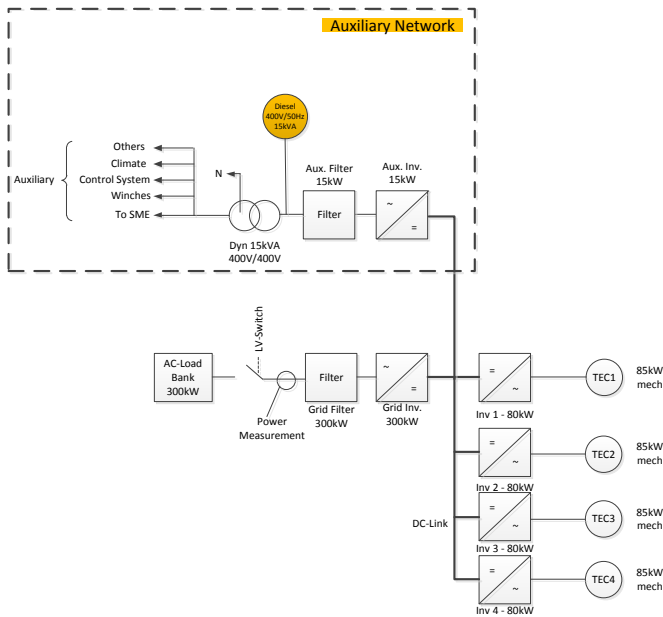 Auxiliary Network
Diesel
400V/50Hz
15kVA
Others
Climate
Control System
Winches
To SME
Auxiliary
N
Dyn 15kVA
400V/400V
Aux. Filter
15kW
Filter
Aux. Inv.
15kW
~
=
AC-Load
Bank
300kW
LV-Switch
Power
Measurement
Filter
Grid Filter
300kW
~
=
Grid Inv.
300kW
=
~
Inv 1 - 80kW
TEC1
85kW
mech
=
~
Inv 2 - 80kW
TEC2
85kW
mech
DC-Link
=
~
Inv 3 - 80kW
TEC3
85kW
mech
=
~
Inv 4 - 80kW
TEC4
85kW
mech